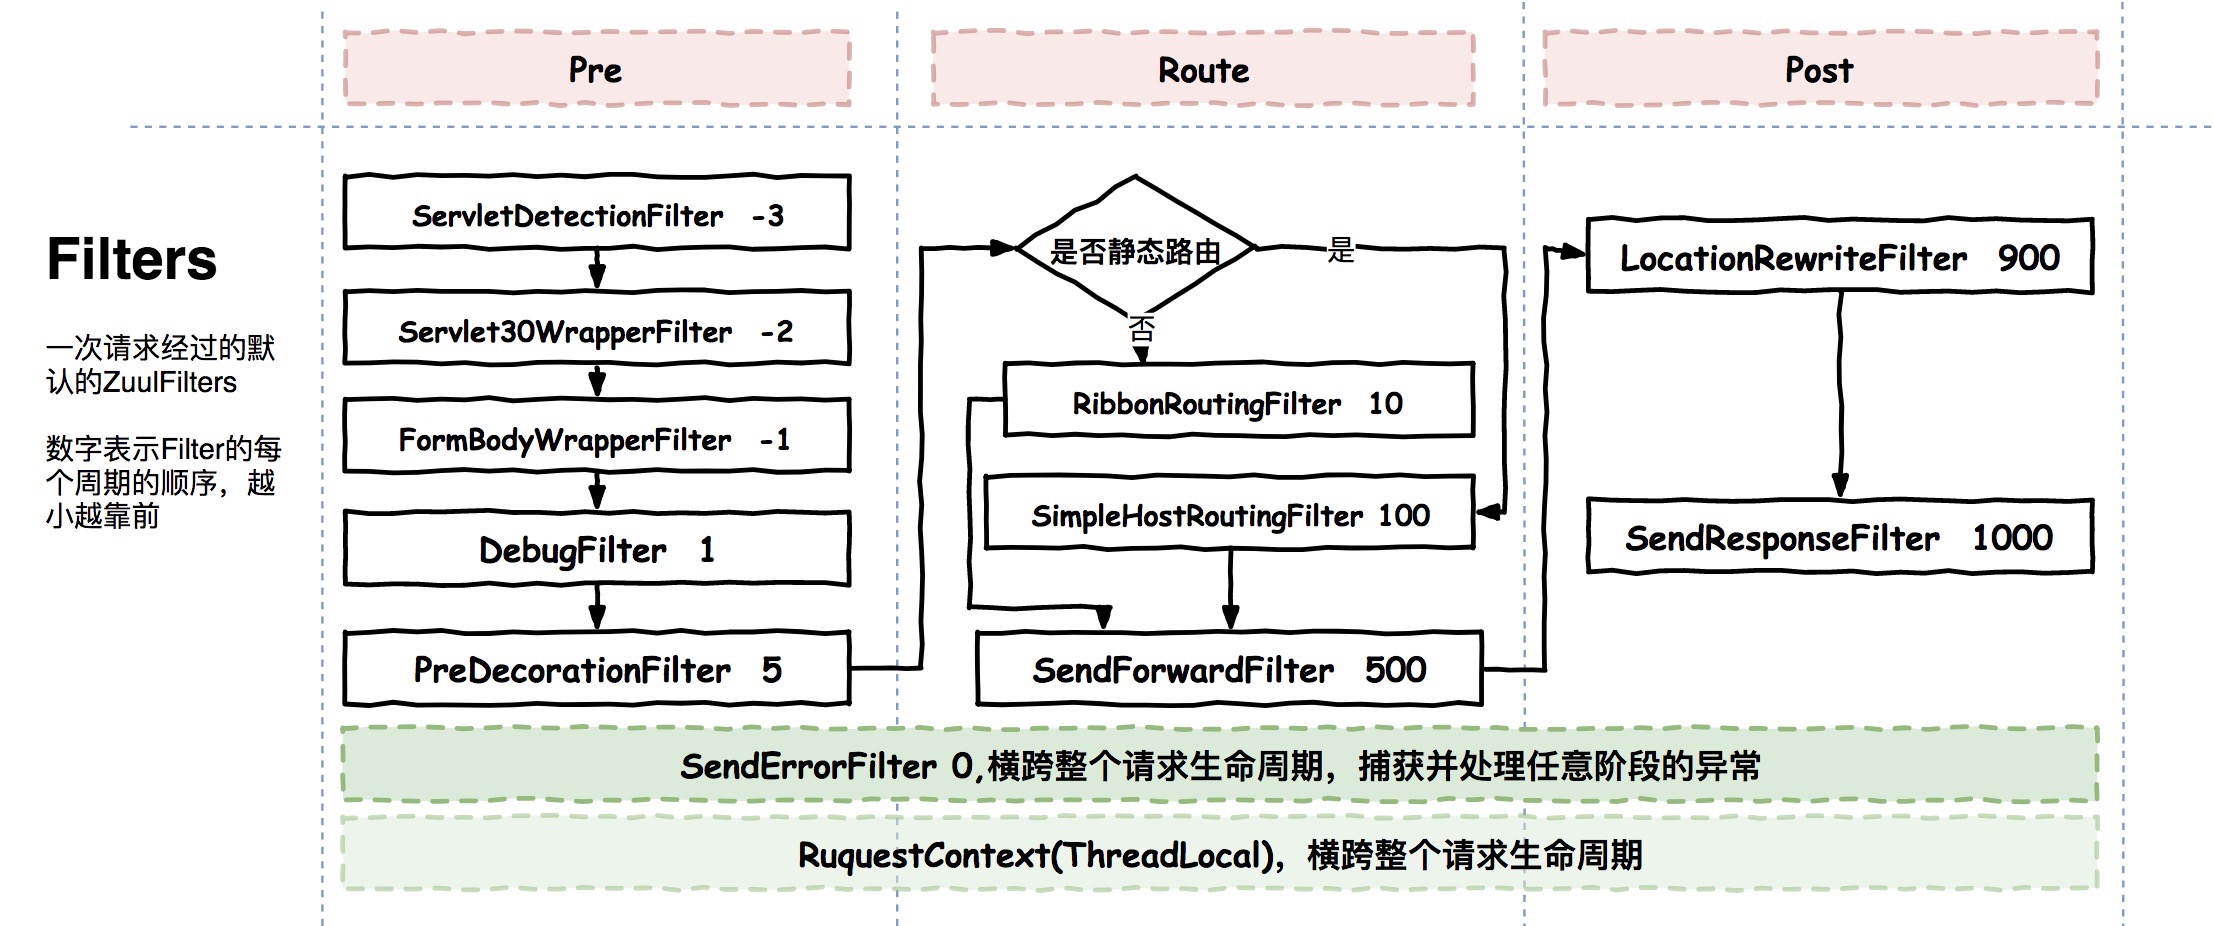 Pre
Route
Post
Filters
一次请求经过的默
认的ZuulFilters
数字表示Filter的每
个周期的顺序，越
小越靠前
ServletDetectionFilter -3
Servlet30WrapperFilter -2
FormBodyWrapperFilter -1
DebugFilter 1
PreDecorationFilter 5
是否静态路由
是
否
RibbonRoutingFilter 10
SimpleHostRoutingFilter 100
SendForwardFilter 500
LocationRewriteFilter 900
SendResponseFilter 1000
SendErrorFilter 0,横跨整个请求生命周期，捕获并处理任意阶段的异常
RuquestContext(ThreadLocal)，横跨整个请求生命周期